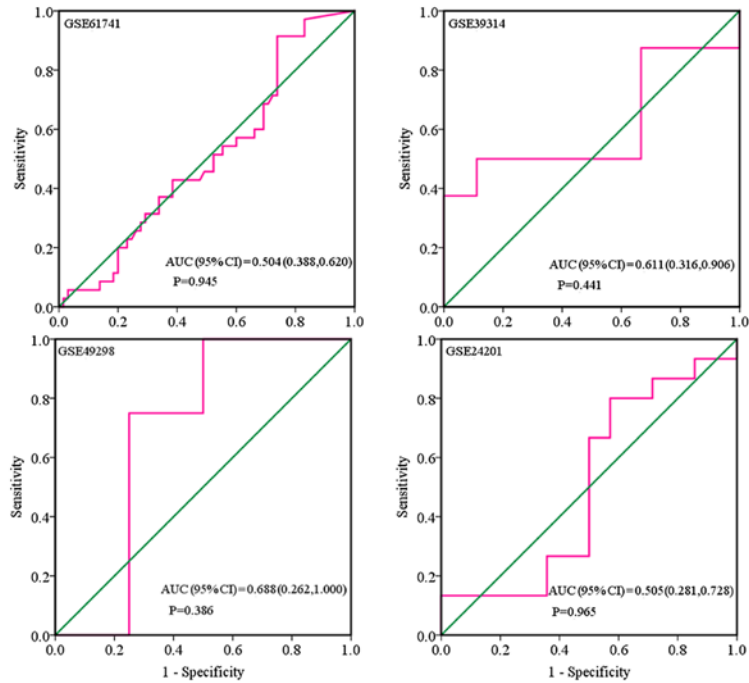 1.0
GSE61741
0.8
0.6
Sensitivity
0.4
0.2
AUC (95%CI)=0.504(0.388,0.620)
P=0.945
0.0
0.0 0.2 0.4 0.6 0.8 1.0
1.0
GSE39314
0.8
0.6
Sensitivity
0.4
0.2
AUC (95%CI)=0.611(0.316,0.906)
P=0.441
0.0
0.0 0.2 0.4 0.6 0.8 1.0
1.0
GSE49298
0.8
0.6
Sensitivity
0.4
0.2
AUC (95%CI)=0.688(0.262,1.000)
P=0.386
0.0
0.0 0.2 0.4 0.6 0.8 1.0
1 - Specificity
1.0
GSE24201
0.8
0.6
Sensitivity
0.4
0.2
AUC (95%CI)=0.505(0.281,0.728)
P=0.965
0.0
0.0 0.2 0.4 0.6 0.8 1.0
1 - Specificity